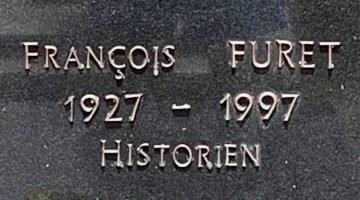 François FURET
1927 - 1997
Historien